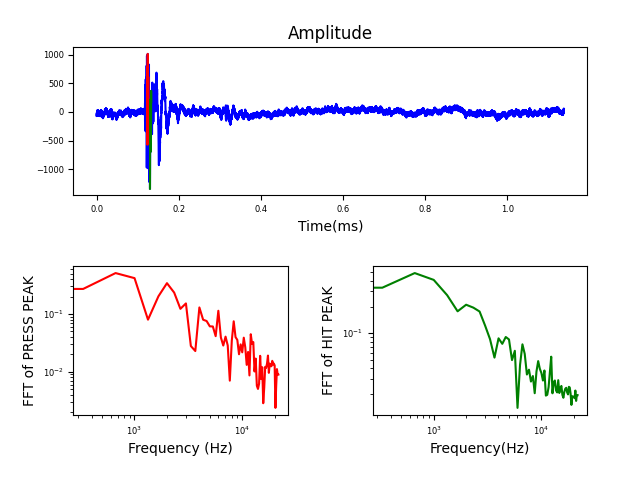 Amplitude
1000
500
0
−500
−1000
0.0 0.2 0.4 0.6 0.8 1.0
Time(ms)
FFT of PRESS PEAK
10⁻¹
10⁻²
10³ 10⁴
Frequency (Hz)
FFT of HIT PEAK
10⁻¹
10³ 10⁴
Frequency(Hz)